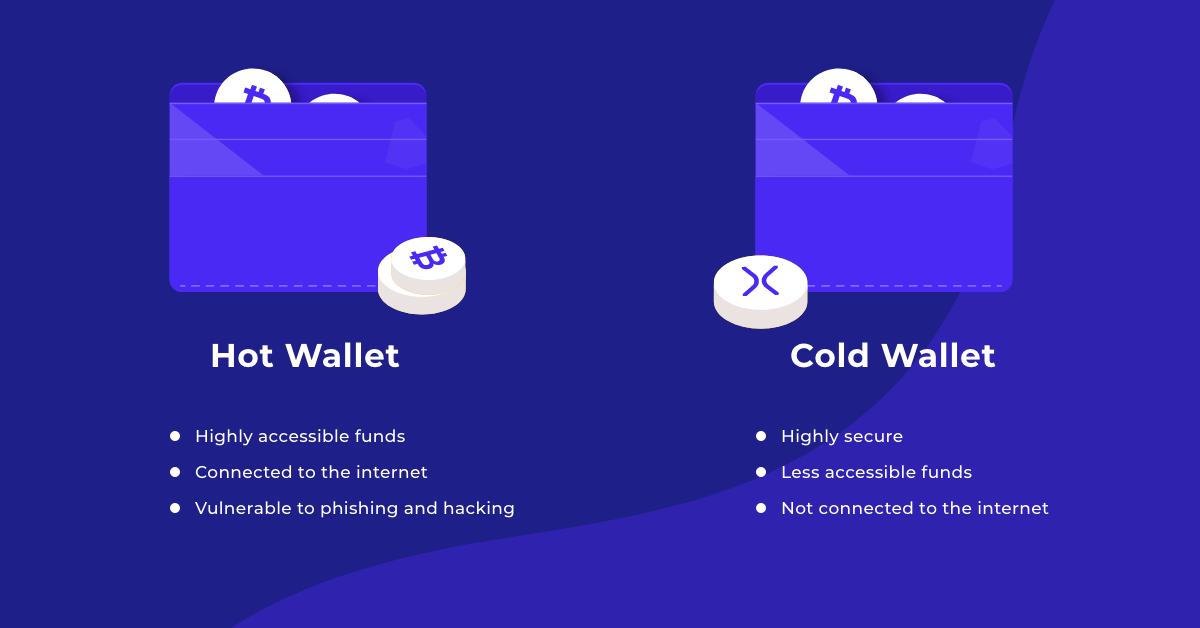 Hot Wallet
Highly accessible funds
Connected to the internet
Vulnerable to phishing and hacking
Cold Wallet
Highly secure
Less accessible funds
Not connected to the internet